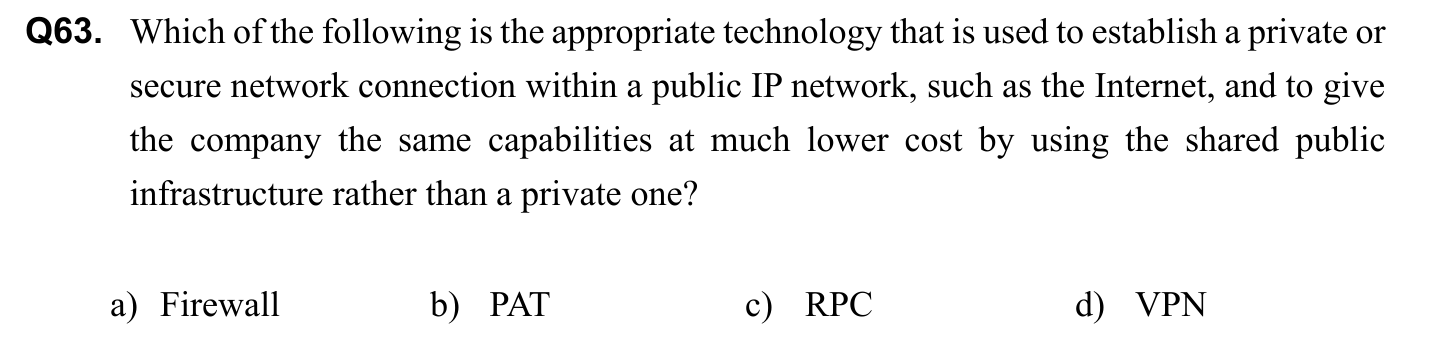 Q63. Which of the following is the appropriate technology that is used to establish a private or
secure network connection within a public IP network, such as the Internet, and to give
the company the same capabilities at much lower cost by using the shared public
infrastructure rather than a private one?
a) Firewall b) PAT c) RPC d) VPN